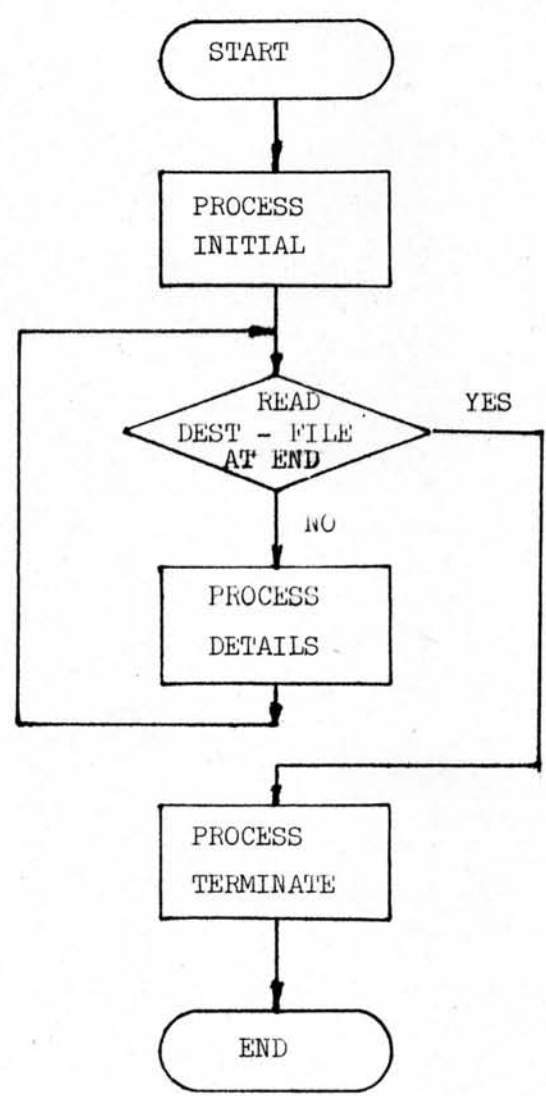 START
PROCESS
INITIAL
READ
DEST - FILE
AT END
YES
NO
PROCESS
DETAILS
PROCESS
TERMINATE
END